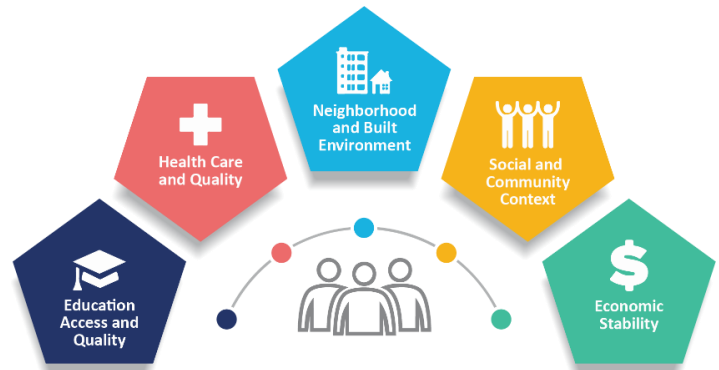 Neighborhood
and Built
Environment
Health Care
and Quality
Social and
Community
Context
Education
Access and
Quality
Economic
Stability